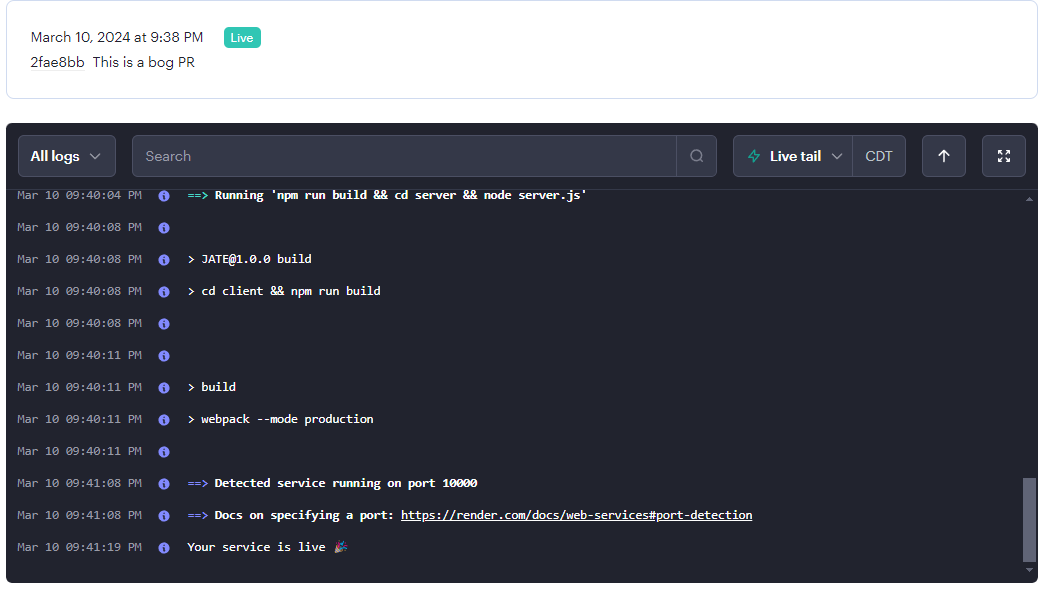 March 10, 2024 at 9:38 PM Live
2fae8bb This is a bog PR
All logs Search Live tail CDT
Mar 10 09:40:04 PM ==> Running 'npm run build && cd server && node server.js'
Mar 10 09:40:08 PM
Mar 10 09:40:08 PM > JATE@1.0.0 build
Mar 10 09:40:08 PM > cd client && npm run build
Mar 10 09:40:08 PM
Mar 10 09:40:11 PM
Mar 10 09:40:11 PM > build
Mar 10 09:40:11 PM > webpack --mode production
Mar 10 09:40:11 PM
Mar 10 09:41:08 PM ==> Detected service running on port 10000
Mar 10 09:41:08 PM ==> Docs on specifying a port: https://render.com/docs/web-services#port-detection
Mar 10 09:41:19 PM Your service is live 🎉